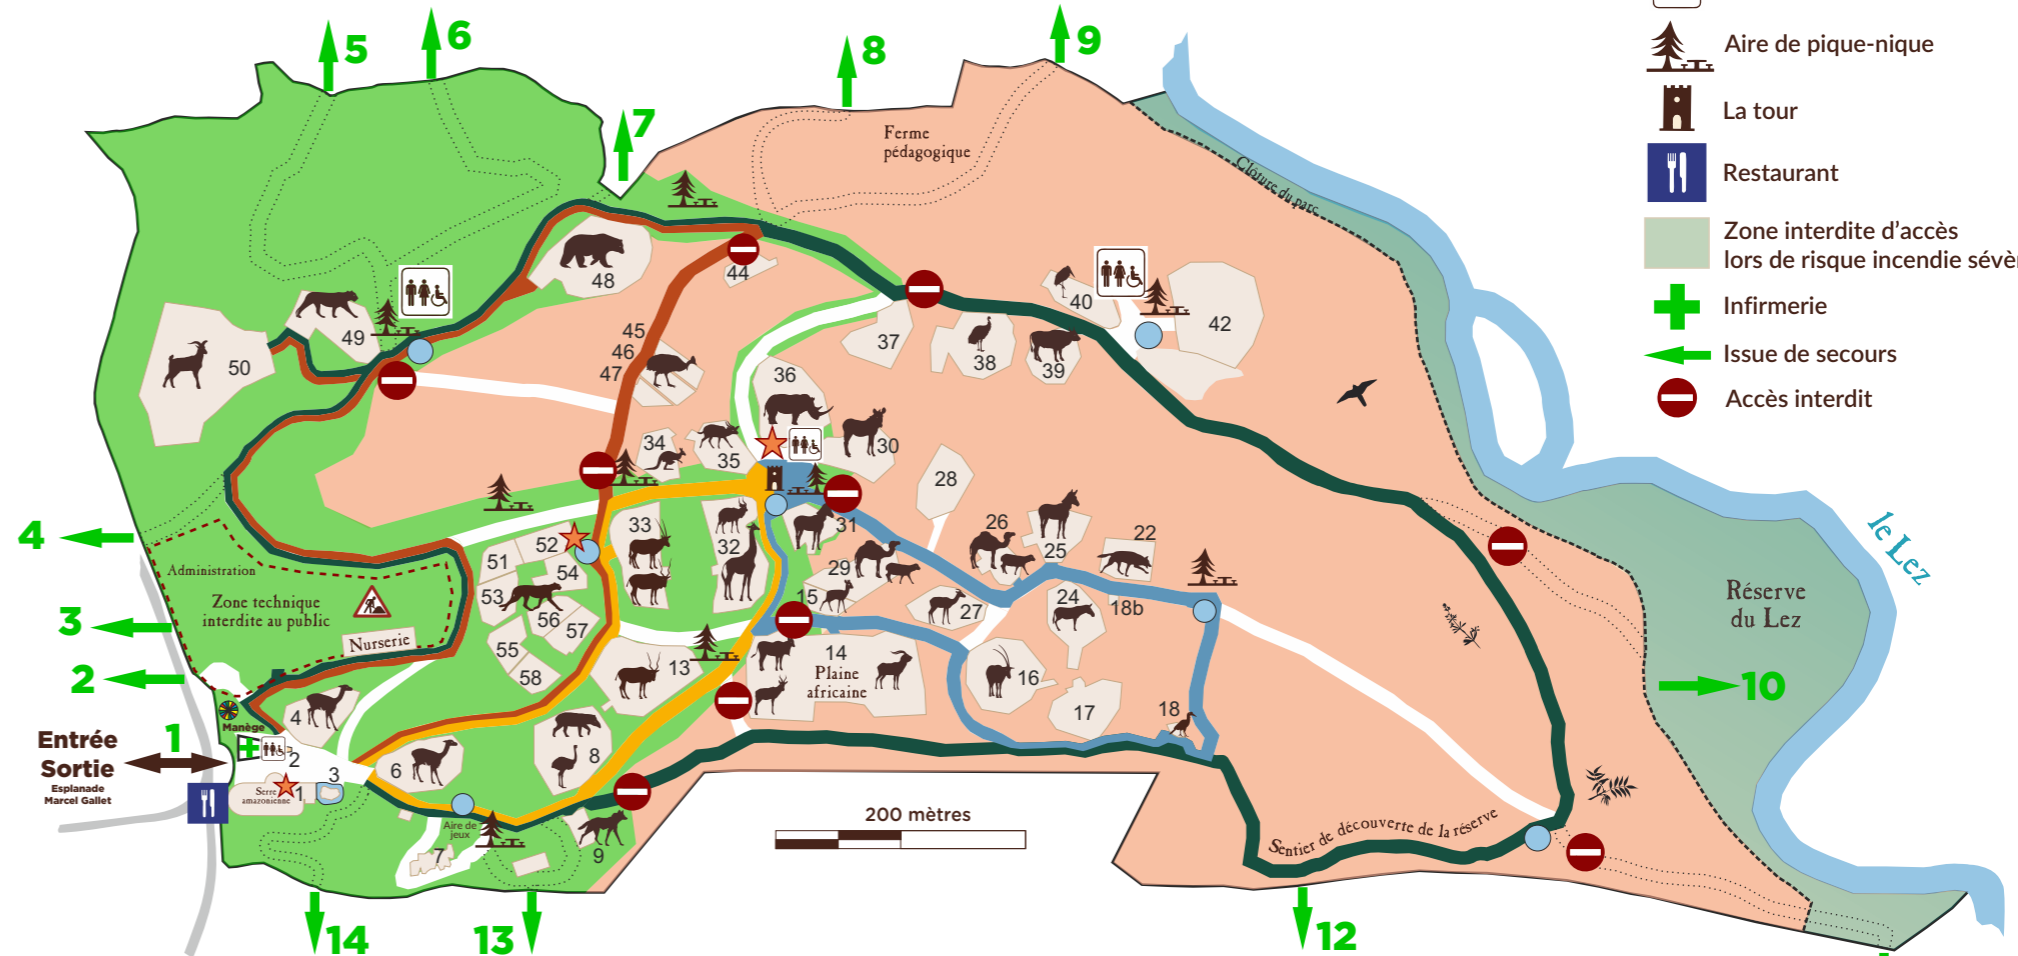 5
6
7
8
9
Aire de pique-nique
La tour
Restaurant
Zone interdite d'accès
lors de risque incendie sévè
Infirmerie
Issue de secours
Accès interdit
Ferme
pédagogique
Clôture du parc
le Lez
Réserve
du Lez
10
48
44
49
50
45
46
47
37
38
39
40
42
36
34
35
30
28
33
32
31
26
25
22
51
52
53
54
56
57
55
58
29
15
27
24
18b
14
Plaine
africaine
16
17
18
13
4
3
2
Administration
Zone technique
interdite au public
Nurserie
4
Manège
1
Entrée
Sortie
Esplanade
Marcel Gallet
2
3
Serre
amazonienne
1
6
8
Aire de
jeux
7
9
200 mètres
Sentier de découverte de la réserve
14
13
12